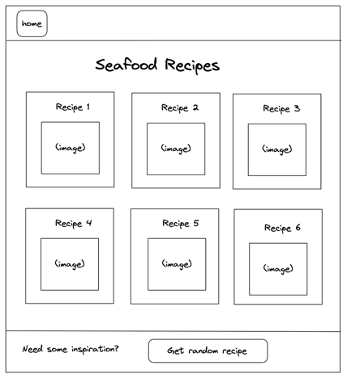 home
Seafood Recipes
Recipe 1
Recipe 2
Recipe 3
(image)
(image)
(image)
Recipe 4
Recipe 5
Recipe 6
(image)
(image)
(image)
Need some inspiration?
Get random recipe